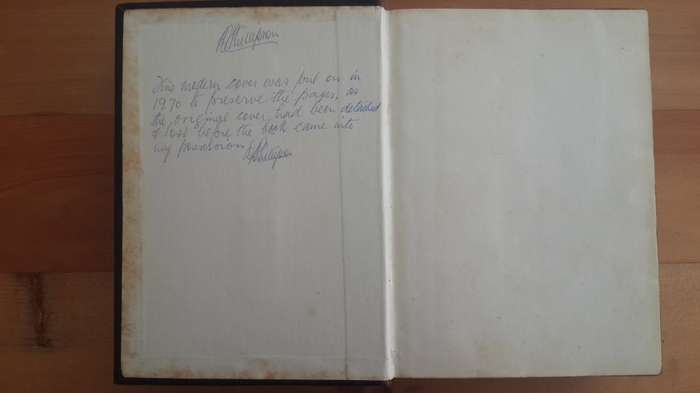 This modern cover was put on in
1970 to preserve the pages, as
the original cover had been detached
& lost before the book came into
my possession